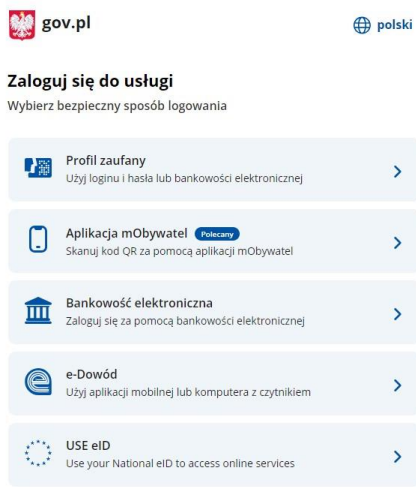 gov.pl
polski
Zaloguj się do usługi
Wybierz bezpieczny sposób logowania
Profil zaufany
Użyj loginu i hasła lub bankowości elektronicznej
Aplikacja mObywatel Polecany
Skanuj kod QR za pomocą aplikacji mObywatel
Bankowość elektroniczna
Zaloguj się za pomocą bankowości elektronicznej
e-Dowód
Użyj aplikacji mobilnej lub komputera z czytnikiem
USE eID
Use your National eID to access online services